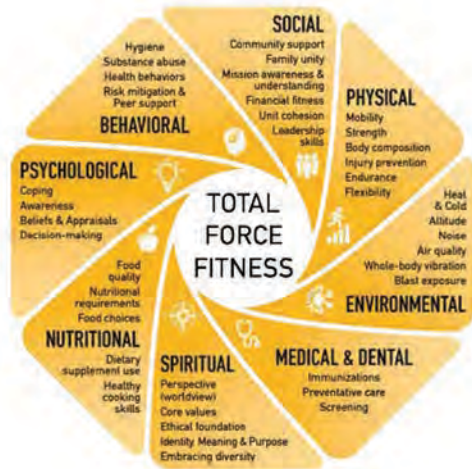 SOCIAL
Community support
Family unity
Mission awareness &
understanding
Financial fitness
Unit cohesion
Leadership
skills
PHYSICAL
Mobility
Strength
Body composition
Injury prevention
Endurance
Flexibility
Heal
& Cold
Altitude
Noise
Air quality
Whole-body vibration
Blast exposure
ENVIRONMENTAL
MEDICAL & DENTAL
Immunizations
Preventative care
Screening
SPIRITUAL
Perspective
(worldview)
Core values
Ethical foundation
Identity, Meaning & Purpose
Embracing diversity
Food
quality
Nutritional
requirements
Food choices
NUTRITIONAL
Dietary
supplement use
Healthy
cooking
skills
PSYCHOLOGICAL
Coping
Awareness
Beliefs & Appraisals
Decision-making
Hygiene
Substance abuse
Health behaviors
Risk mitigation &
Peer support
BEHAVIORAL
TOTAL
FORCE
FITNESS